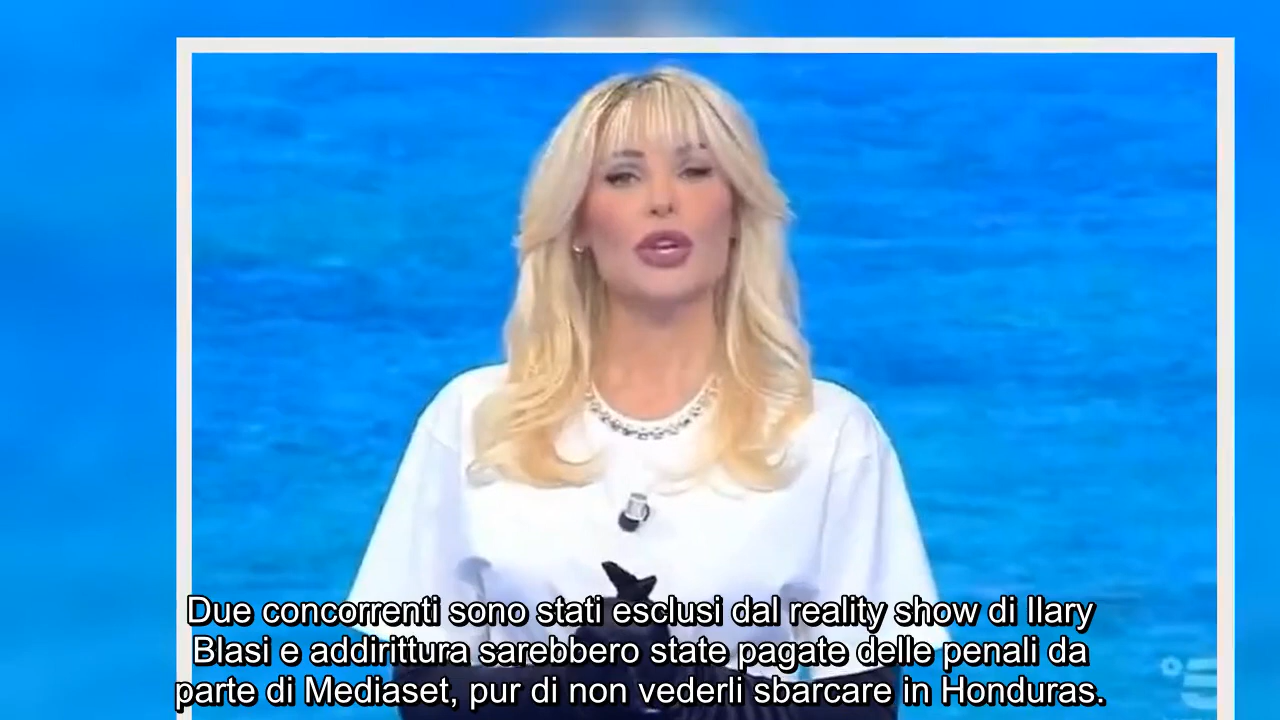 Due concorrenti sono stati esclusi dal reality show di Ilary
Blasi e addirittura sarebbero state pagate delle penali da
parte di Mediaset, pur di non vederli sbarcare in Honduras.